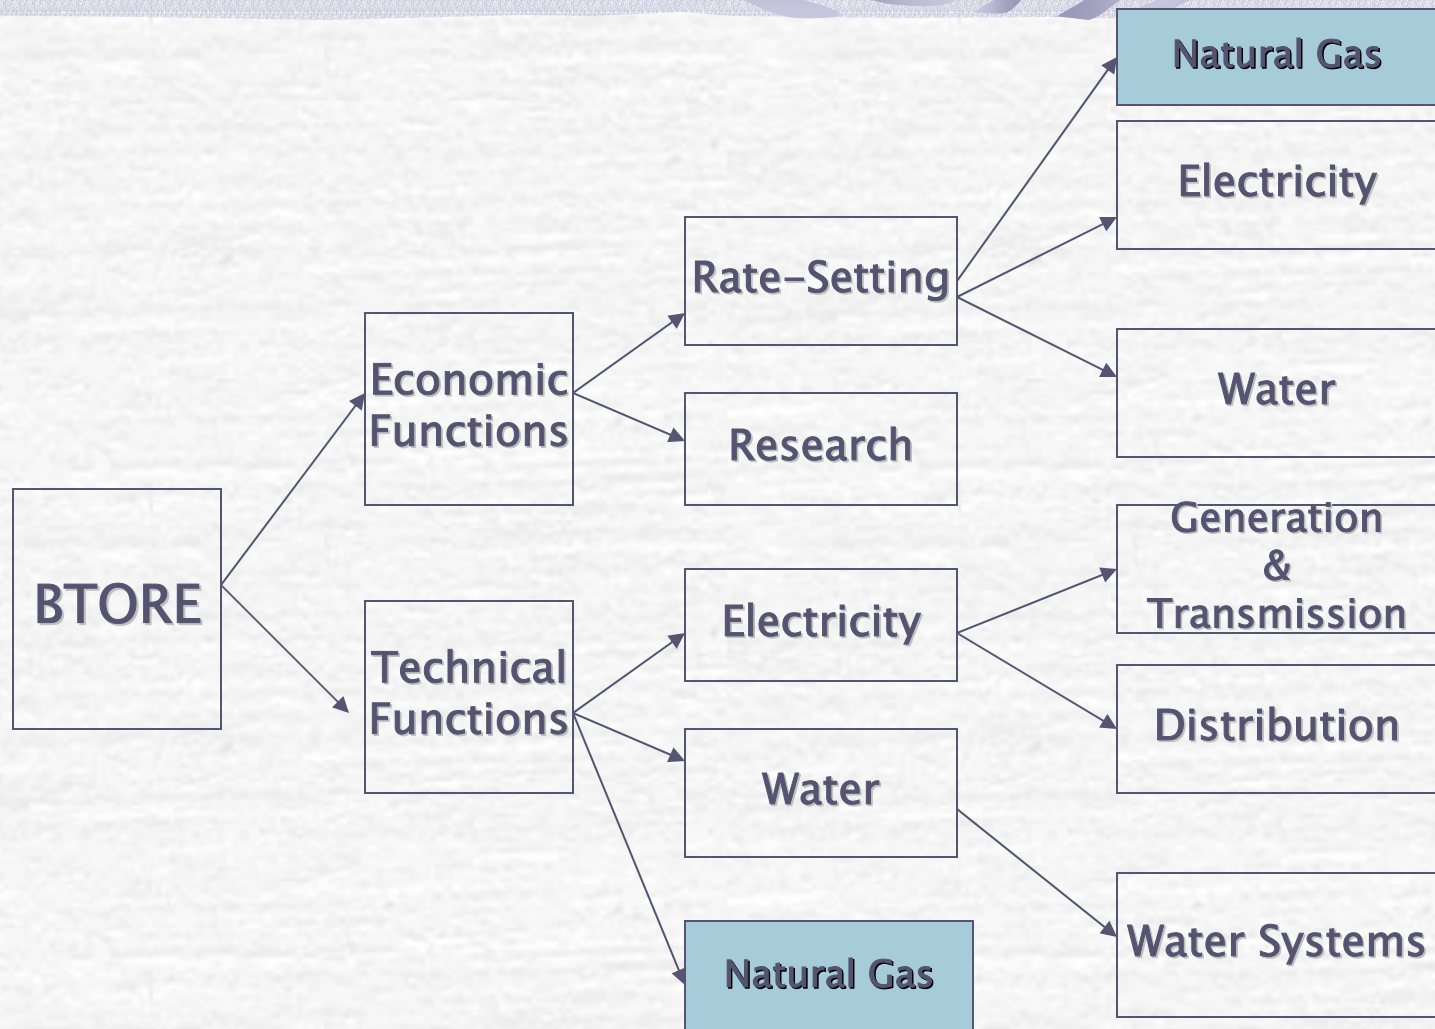 Natural Gas
Electricity
Rate-Setting
Water
Economic
Functions
Research
BTORE
Generation
&
Transmission
Technical
Functions
Electricity
Distribution
Water
Water Systems
Natural Gas